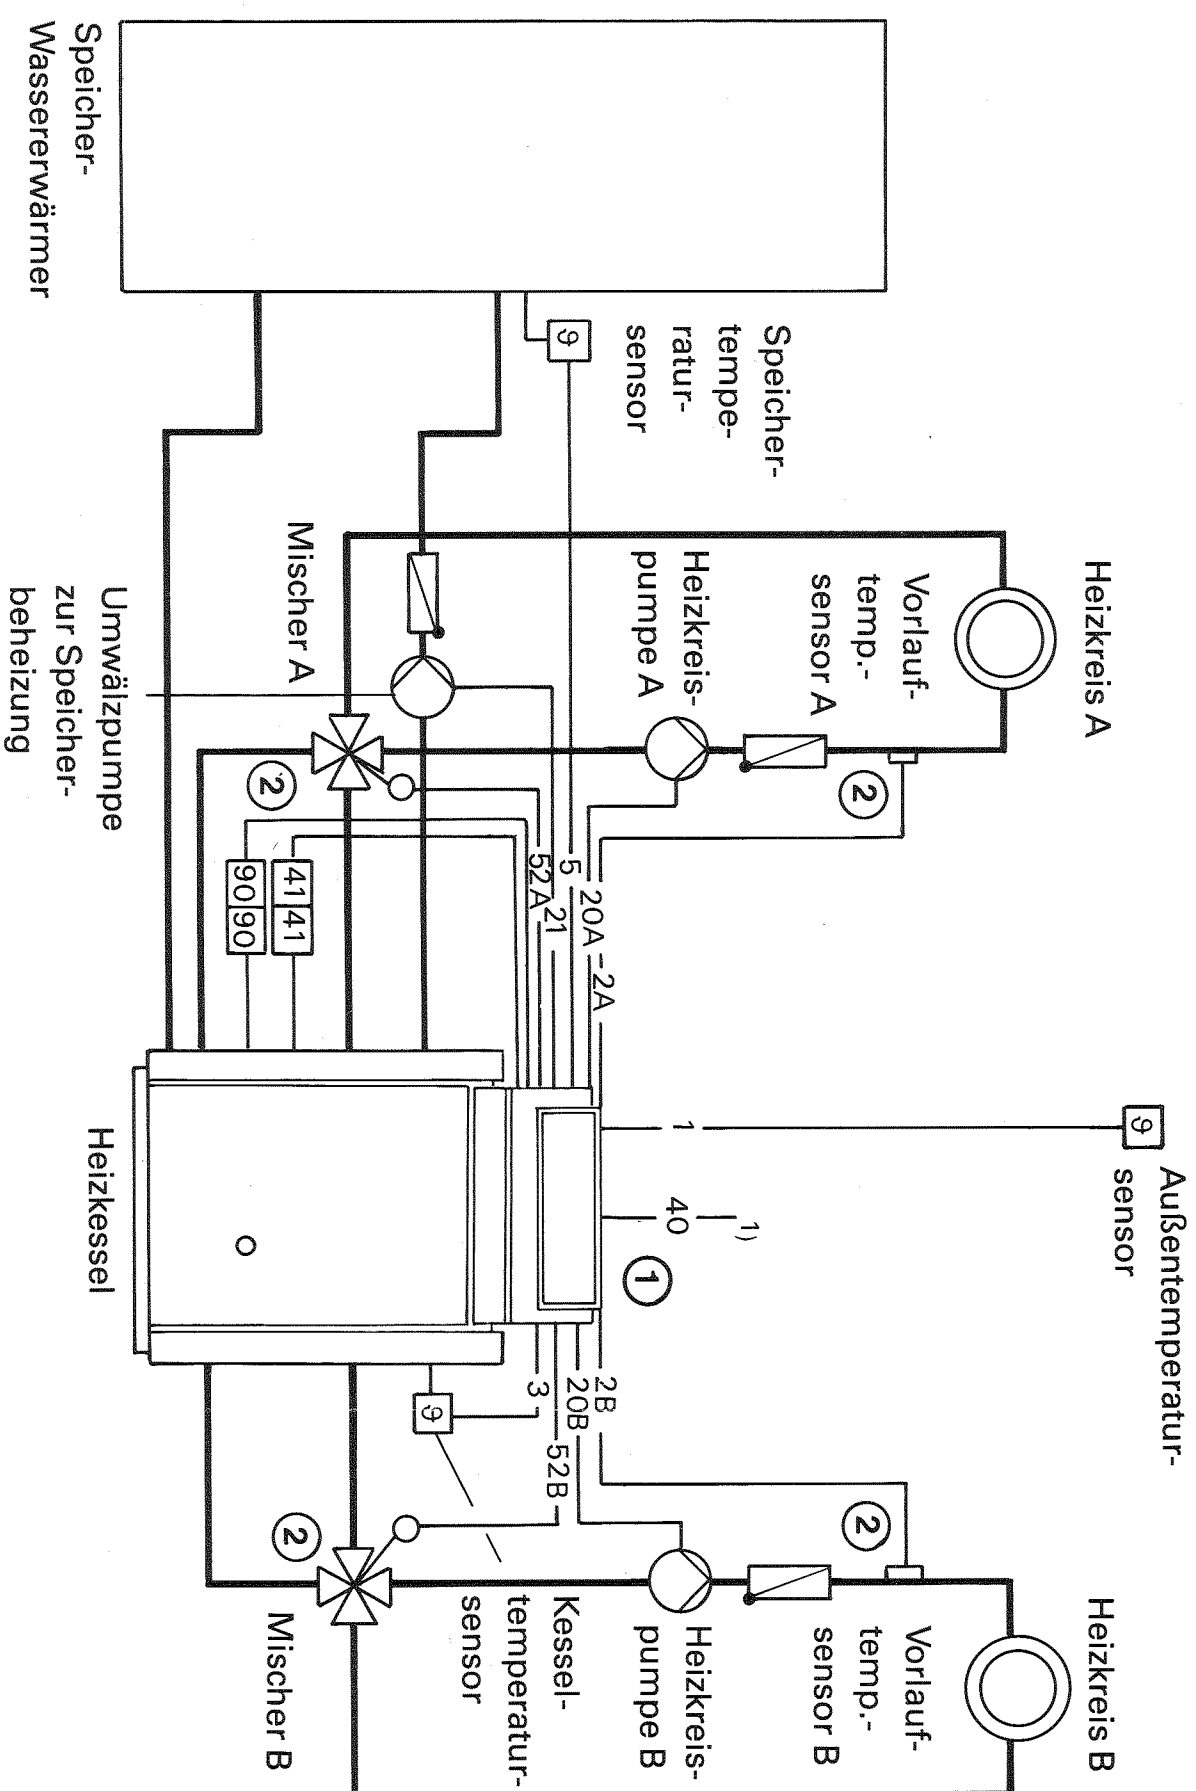 Heizkreis A
Heizkreis B
Außentemperatur-
sensor
ϑ
Vorlauf-
temp.-
sensor A
Vorlauf-
temp.-
sensor B
2
2
Speicher-
tempe-
ratur-
sensor
ϑ
Heizkreis-
pumpe A
Heizkreis-
pumpe B
1)
40
1
1
2A
20A
5
21
52A
2B
20B
52B
3
Kessel-
temperatur-
sensor
ϑ
Mischer A
2
41 41
90 90
2
Mischer B
Speicher-
Wassererwärmer
Umwälzpumpe
zur Speicher-
beheizung
Heizkessel